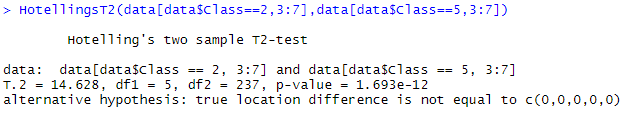 > HotellingsT2(data[data$Class==2,3:7],data[data$Class==5,3:7])
Hotelling's two sample T2-test
data:  data[data$Class == 2, 3:7] and data[data$Class == 5, 3:7]
T.2 = 14.628, df1 = 5, df2 = 237, p-value = 1.693e-12
alternative hypothesis: true location difference is not equal to c(0,0,0,0,0)